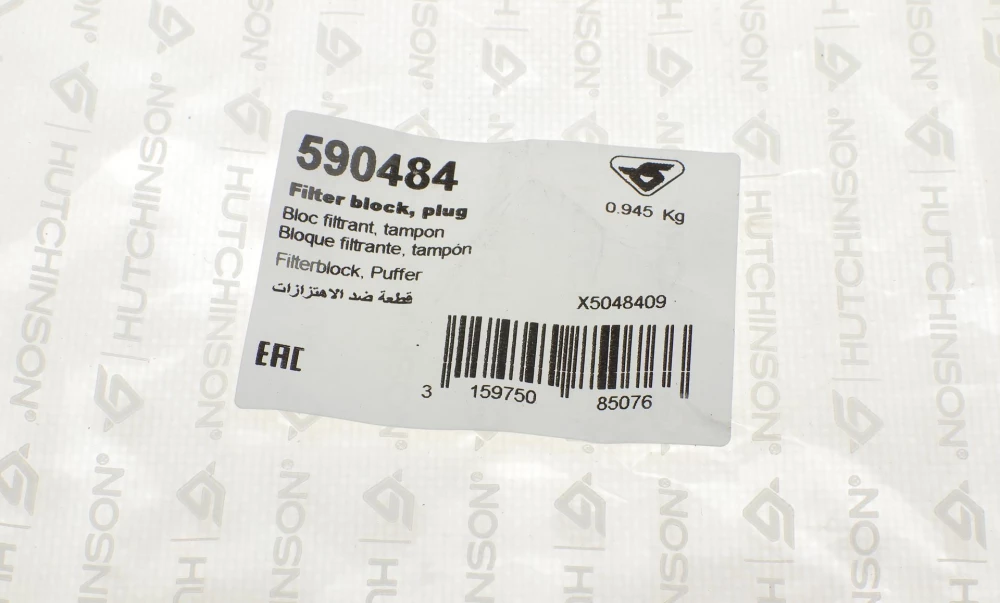 590484
Filter block, plug
Bloc filtrant, tampon
Bloque filtrante, tampón
Filterblock, Puffer
قطعة ضد الاهتزازات
EAC
0.945 Kg
X5048409
3 159750 85076
HUTCHINSON®